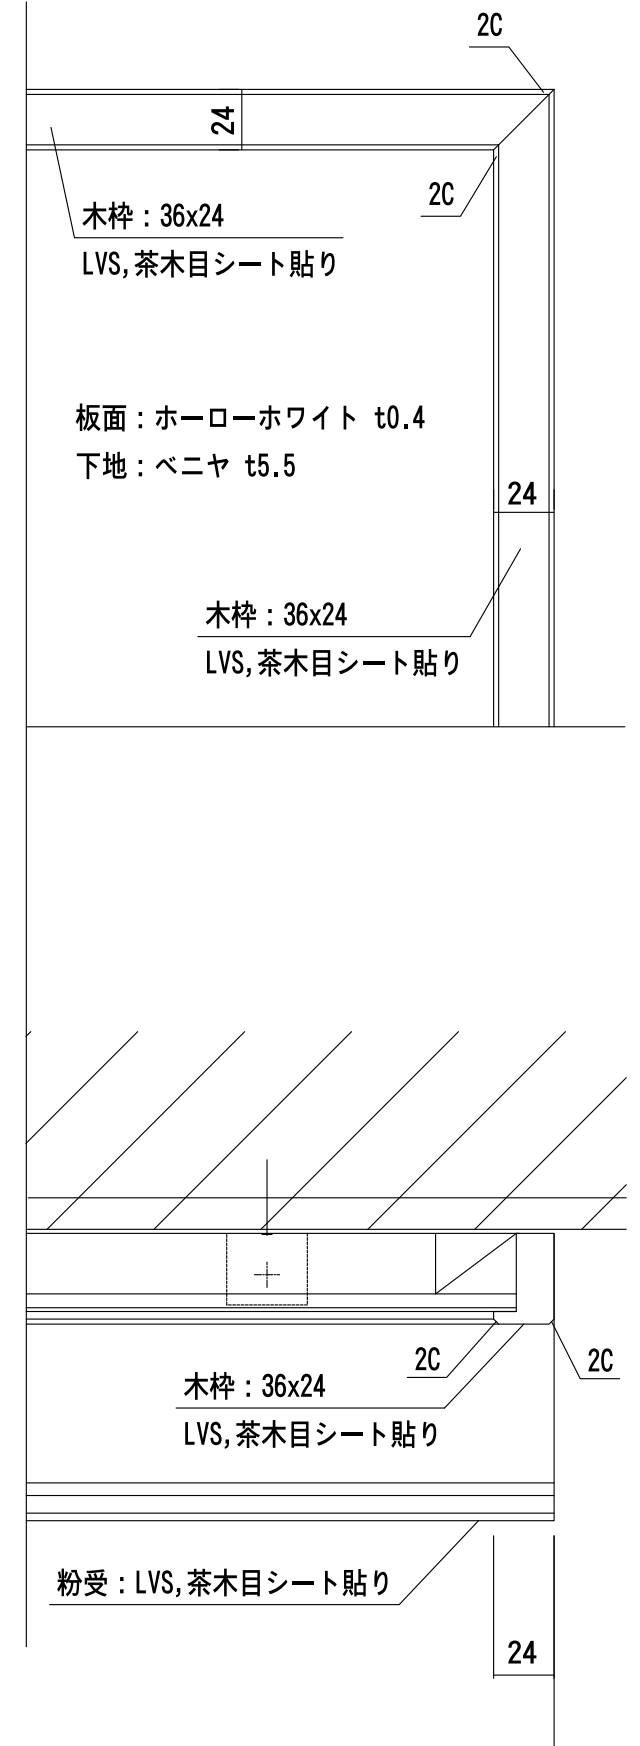 2C
24
2C
木枠：36x24
LVS,茶木目シート貼り
板面：ホーローホワイト t0.4
下地：ベニヤ t5.5
24
木枠：36x24
LVS,茶木目シート貼り
2C
2C
木枠：36x24
LVS,茶木目シート貼り
粉受：LVS,茶木目シート貼り
24